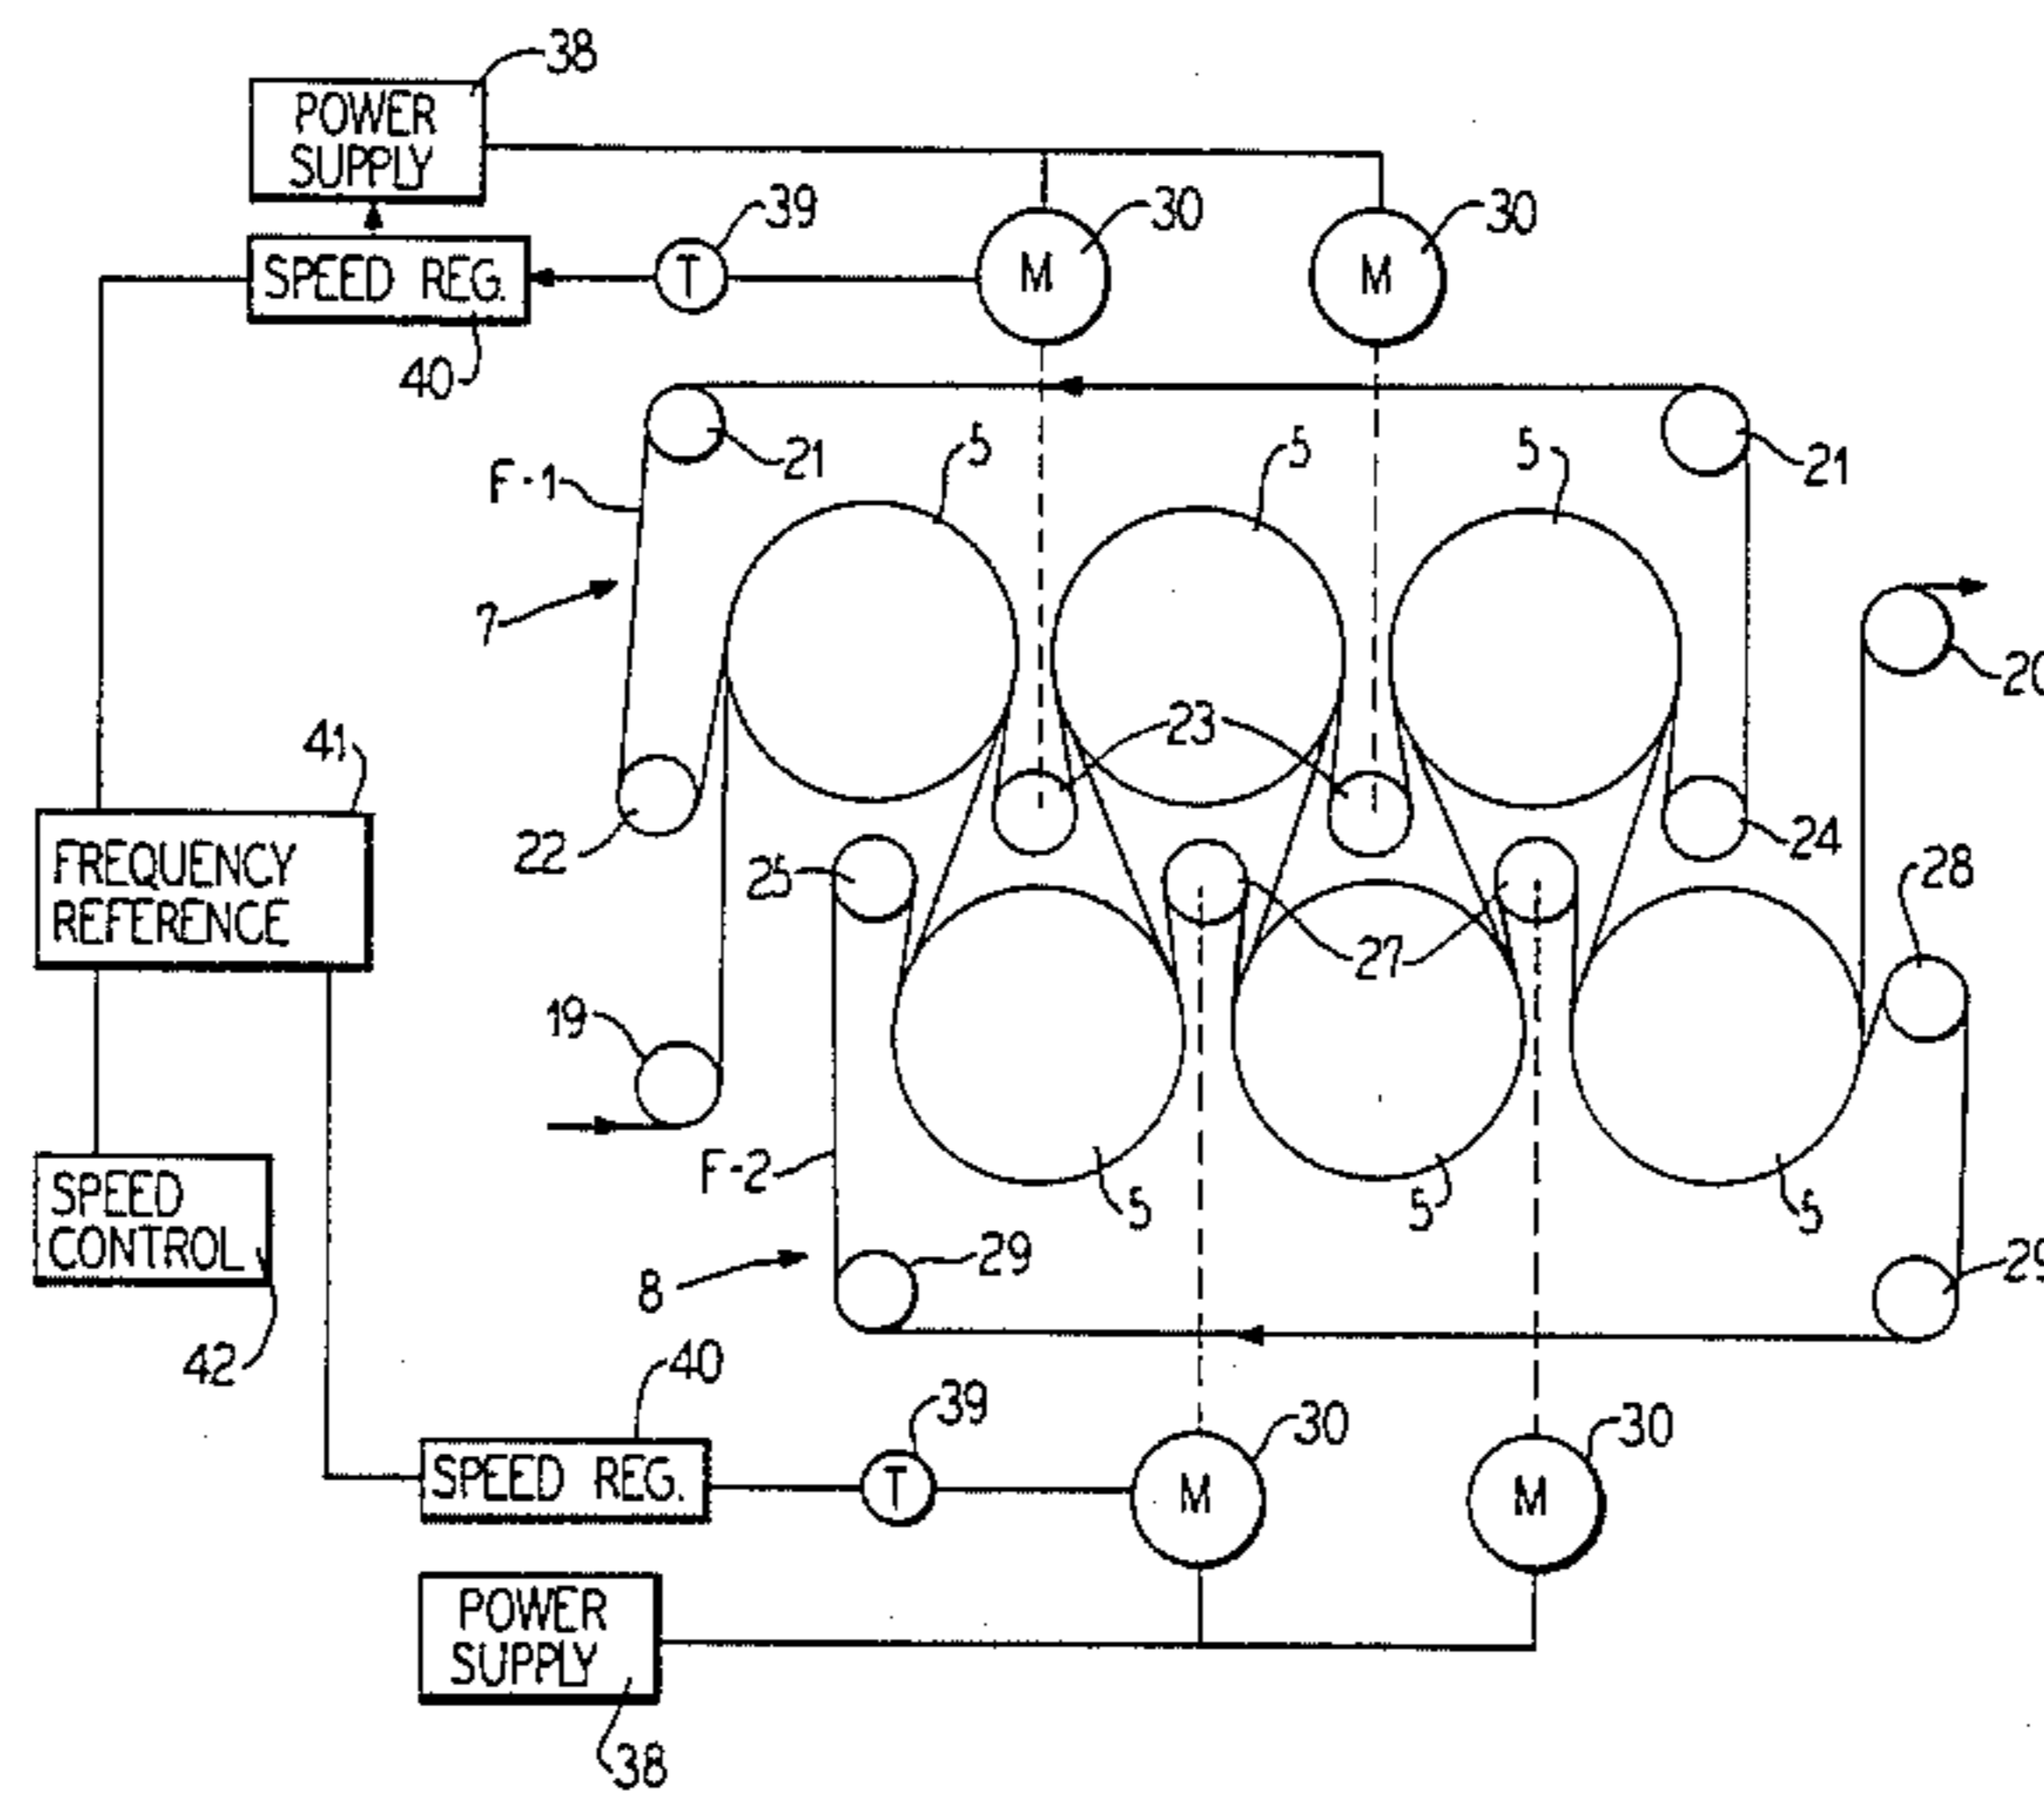 38
POWER
SUPPLY
39
30
30
T
M
M
SPEED REG.
40
21
5
5
5
21
F-1
7
20
23
41
22
25
24
28
FREQUENCY
REFERENCE
27
19
F-2
SPEED
CONTROL
5
5
5
8
29
29
42
40
39
30
30
SPEED REG.
T
M
M
POWER
SUPPLY
38